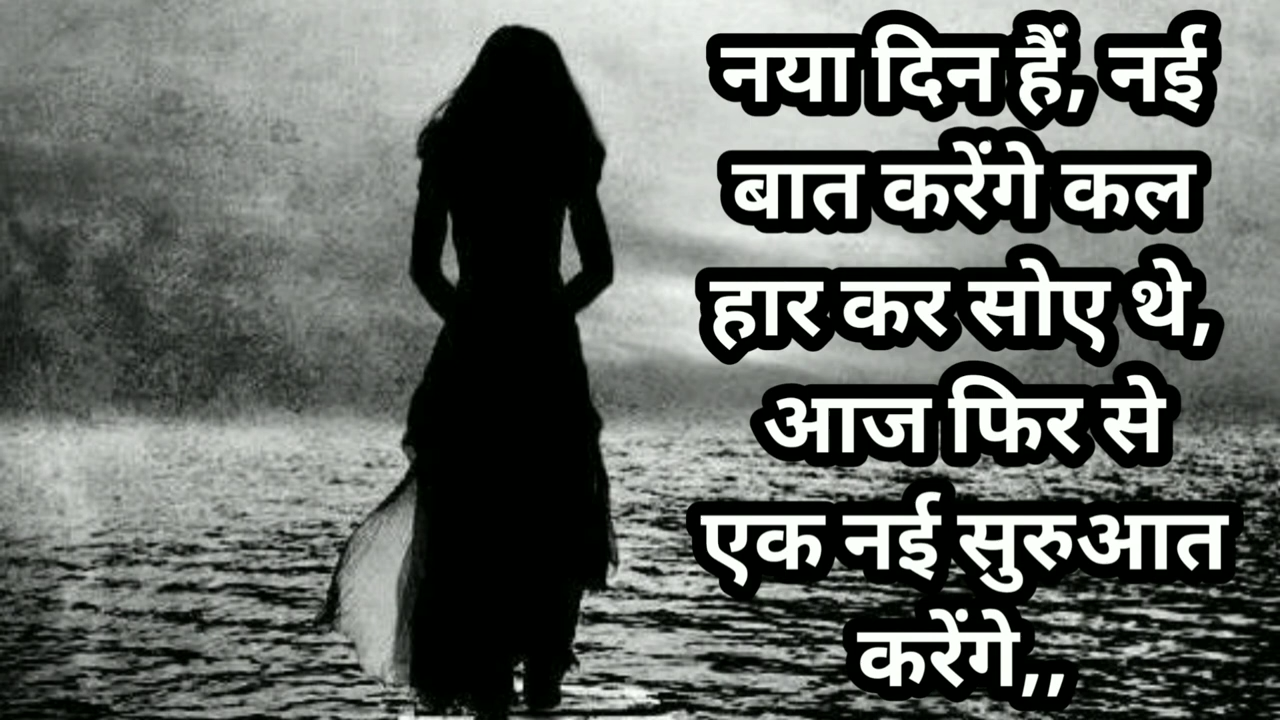 नया दिन हैं, नई
बात करेंगे कल
हार कर सोए थे,
आज फिर से
एक नई सुरुआत
करेंगे,,